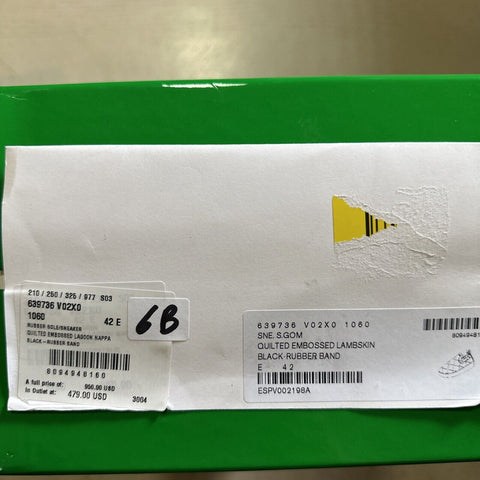 210 / 250 / 325 / 977 S03
639736 V02X0
1060
42 E
RUBBER SOLE/SNEAKER
QUILTED EMBOSSED LAGOON NAPPA
BLACK-RUBBER BAND
8094948160
A full price of: 950.00 USD
In Outlet at: 479.00 USD
3004
6B
639736 V02X0 1060
SNE. S.GOM
QUILTED EMBOSSED LAMBSKIN
BLACK-RUBBER BAND
E 42
ESPV002198A
80949481